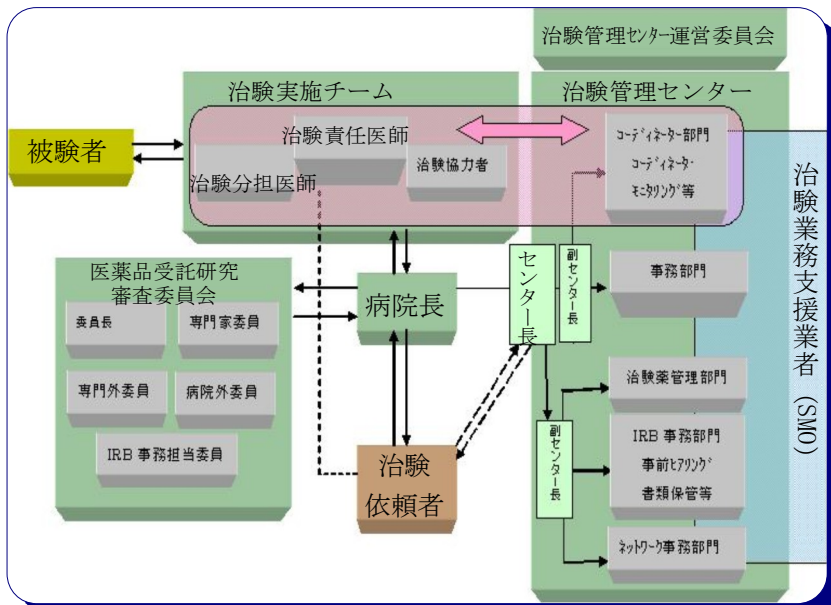 治験管理ｾﾝﾀｰ運営委員会
治験実施チーム
治験管理センター
被験者
治験責任医師
治験分担医師
治験協力者
ｺｰﾃﾞｨﾈｰﾀｰ部門
ｺｰﾃﾞｨﾈｰﾀｰ
ﾓﾆﾀﾘﾝｸﾞ等
治験業務支援業者（SMO）
医薬品受託研究
審査委員会
委員長
専門家委員
専門外委員
病院外委員
IRB 事務担当委員
病院長
センター長
副センター長
事務部門
治験薬管理部門
副センター長
IRB 事務部門
事前ﾋｱﾘﾝｸﾞ
書類保管等
ﾈｯﾄﾜｰｸ事務部門
治験
依頼者